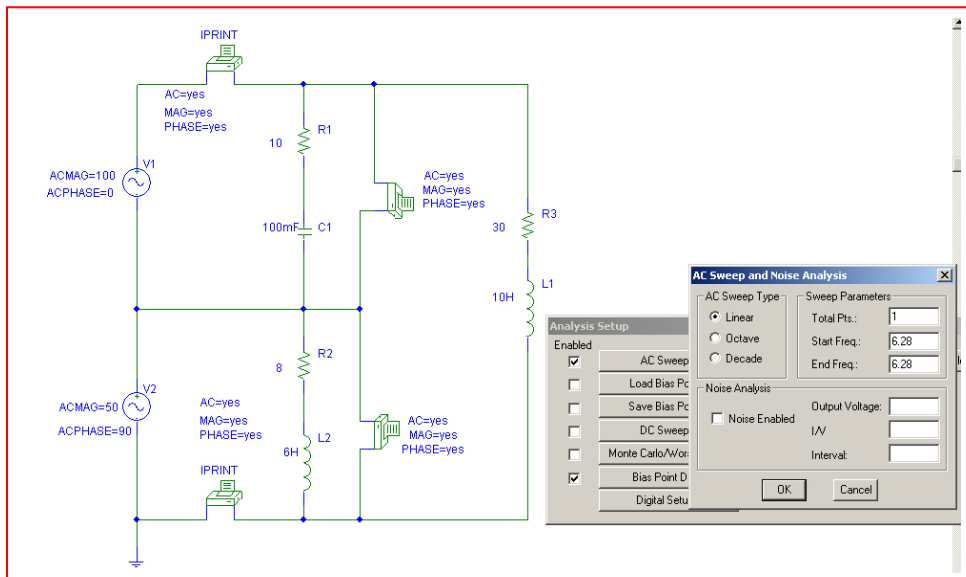 IPRINT
AC=yes
MAG=yes
PHASE=yes
R1
10
V1
ACMAG=100
ACPHASE=0
AC=yes
MAG=yes
PHASE=yes
R3
30
100mF
C1
L1
10H
R2
8
V2
ACMAG=50
ACPHASE=90
AC=yes
MAG=yes
PHASE=yes
AC=yes
MAG=yes
PHASE=yes
L2
6H
IPRINT
Analysis Setup
Enabled
AC Sweep
Load Bias Po
Save Bias Po
DC Sweep
Monte Carlo/Wors
Bias Point D
Digital Setu
AC Sweep and Noise Analysis
AC Sweep Type
Linear
Octave
Decade
Sweep Parameters
Total Pts.: 1
Start Freq.: 6.28
End Freq.: 6.28
Noise Analysis
Noise Enabled
Output Voltage:
I/V
Interval:
OK
Cancel